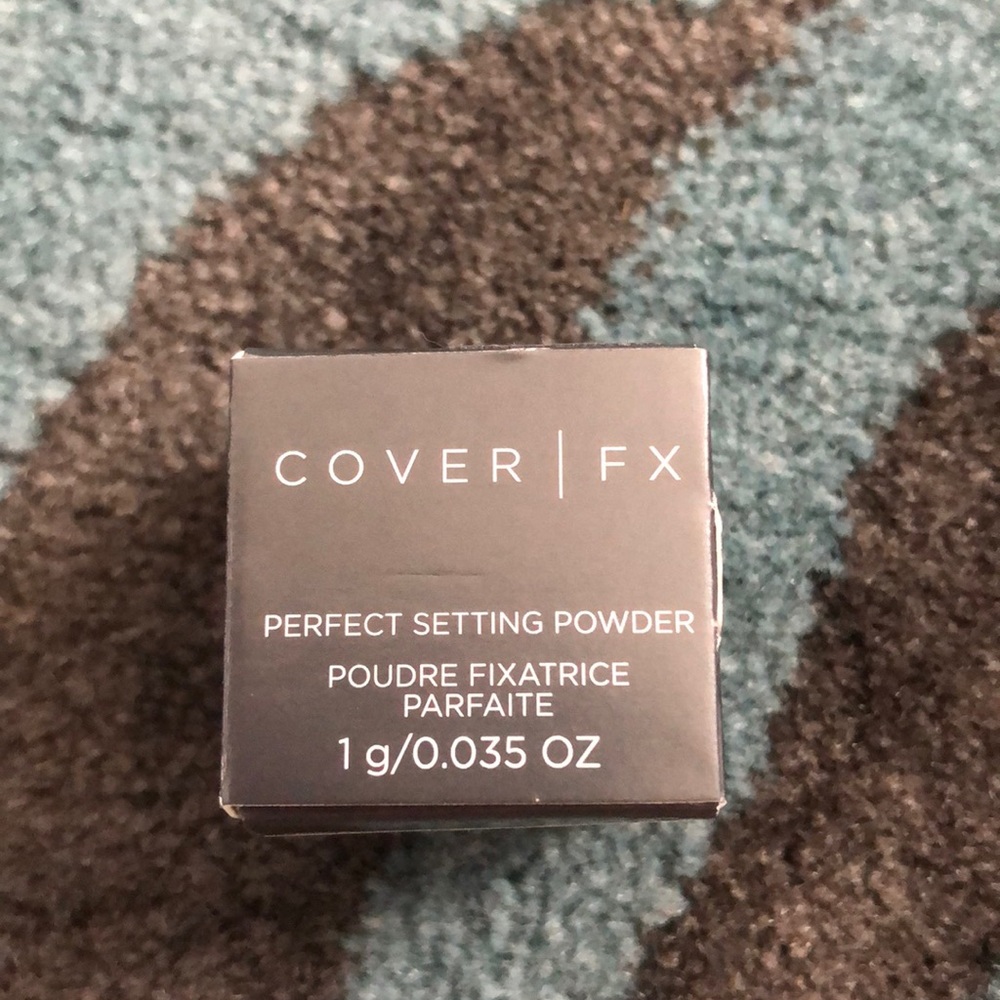 COVER | FX
PERFECT SETTING POWDER
POUDRE FIXATRICE
PARFAITE
1 g/0.035 OZ